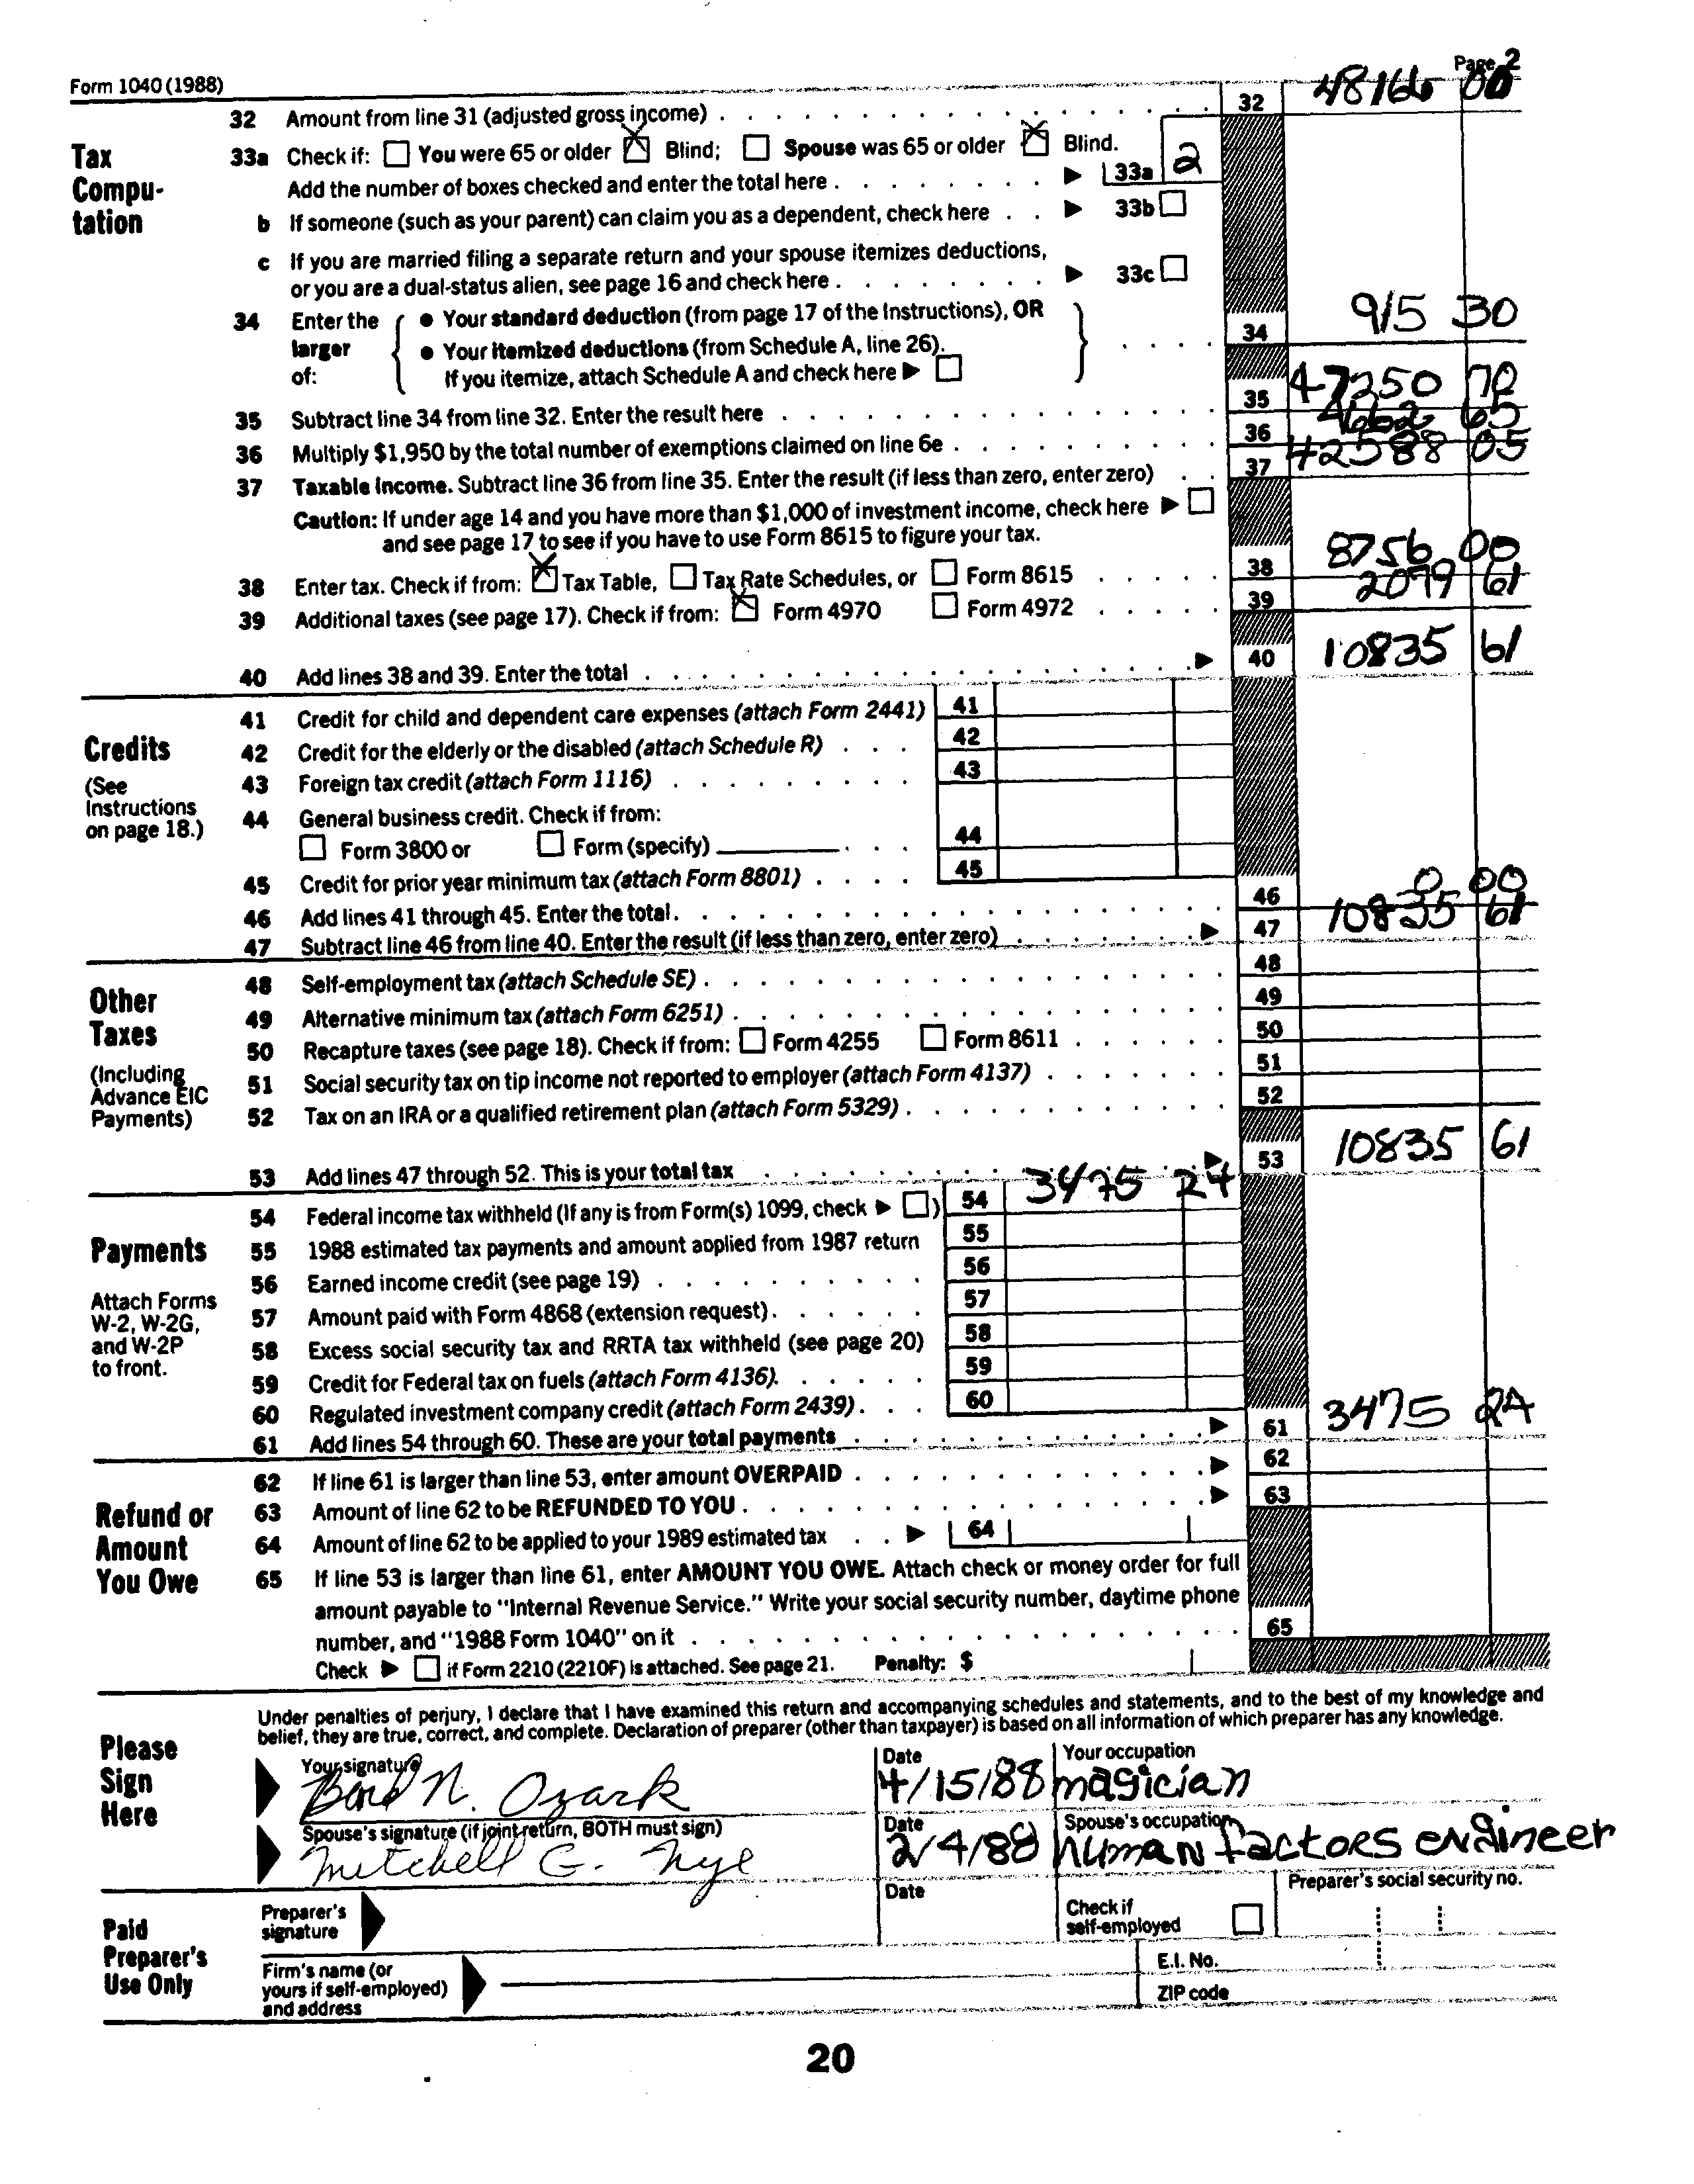 Form 1040 (1988) Page 2
32 Amount from line 31 (adjusted gross income) 32 48166 00
Tax Compu- tation
33a Check if: You were 65 or older Blind; Spouse was 65 or older Blind.
Add the number of boxes checked and enter the total here 33a 2
b If someone (such as your parent) can claim you as a dependent, check here 33b
c If you are married filing a separate return and your spouse itemizes deductions,
or you are a dual-status alien, see page 16 and check here 33c
34 Enter the larger of: • Your standard deduction (from page 17 of the Instructions), OR
• Your itemized deductions (from Schedule A, line 26). 34 915 30
If you itemize, attach Schedule A and check here
35 Subtract line 34 from line 32. Enter the result here 35 47250 70
36 Multiply $1,950 by the total number of exemptions claimed on line 6e 36 4662 65
37 Taxable income. Subtract line 36 from line 35. Enter the result (if less than zero, enter zero) 37 42588 05
Caution: If under age 14 and you have more than $1,000 of investment income, check here
and see page 17 to see if you have to use Form 8615 to figure your tax.
38 Enter tax. Check if from: Tax Table, Tax Rate Schedules, or Form 8615 38 8756 00
39 Additional taxes (see page 17). Check if from: Form 4970 Form 4972 39 2079 61
40 Add lines 38 and 39. Enter the total 40 10835 61
Credits
(See Instructions on page 18.)
41 Credit for child and dependent care expenses (attach Form 2441) 41
42 Credit for the elderly or the disabled (attach Schedule R) 42
43 Foreign tax credit (attach Form 1116) 43
44 General business credit. Check if from:
Form 3800 or Form (specify) 44
45 Credit for prior year minimum tax (attach Form 8801) 45
46 Add lines 41 through 45. Enter the total. 46 0 00
47 Subtract line 46 from line 40. Enter the result (if less than zero, enter zero) 47 10835 61
Other Taxes
(Including Advance EIC Payments)
48 Self-employment tax (attach Schedule SE) 48
49 Alternative minimum tax (attach Form 6251) 49
50 Recapture taxes (see page 18). Check if from: Form 4255 Form 8611 50
51 Social security tax on tip income not reported to employer (attach Form 4137) 51
52 Tax on an IRA or a qualified retirement plan (attach Form 5329) 52
53 Add lines 47 through 52. This is your total tax 53 10835 61
Payments
Attach Forms W-2, W-2G, and W-2P to front.
54 Federal income tax withheld (If any is from Form(s) 1099, check ) 54 3475 24
55 1988 estimated tax payments and amount applied from 1987 return 55
56 Earned income credit (see page 19) 56
57 Amount paid with Form 4868 (extension request) 57
58 Excess social security tax and RRTA tax withheld (see page 20) 58
59 Credit for Federal tax on fuels (attach Form 4136). 59
60 Regulated investment company credit (attach Form 2439) 60
61 Add lines 54 through 60. These are your total payments 61 3475 24
Refund or Amount You Owe
62 If line 61 is larger than line 53, enter amount OVERPAID 62
63 Amount of line 62 to be REFUNDED TO YOU 63
64 Amount of line 62 to be applied to your 1989 estimated tax 64
65 If line 53 is larger than line 61, enter AMOUNT YOU OWE. Attach check or money order for full
amount payable to "Internal Revenue Service." Write your social security number, daytime phone
number, and "1988 Form 1040" on it 65
Check if Form 2210 (2210F) is attached. See page 21. Penalty: $
Please Sign Here
Under penalties of perjury, I declare that I have examined this return and accompanying schedules and statements, and to the best of my knowledge and
belief, they are true, correct, and complete. Declaration of preparer (other than taxpayer) is based on all information of which preparer has any knowledge.
Your signature Date Your occupation
N. Ozark 4/15/88 magician
Spouse's signature (if joint return, BOTH must sign) Date Spouse's occupation
Mitchell G. Nye 2/4/88 human factors engineer
Paid Preparer's Use Only
Preparer's signature Date Check if self-employed Preparer's social security no.
Firm's name (or yours if self-employed) and address E.I. No.
ZIP code
20